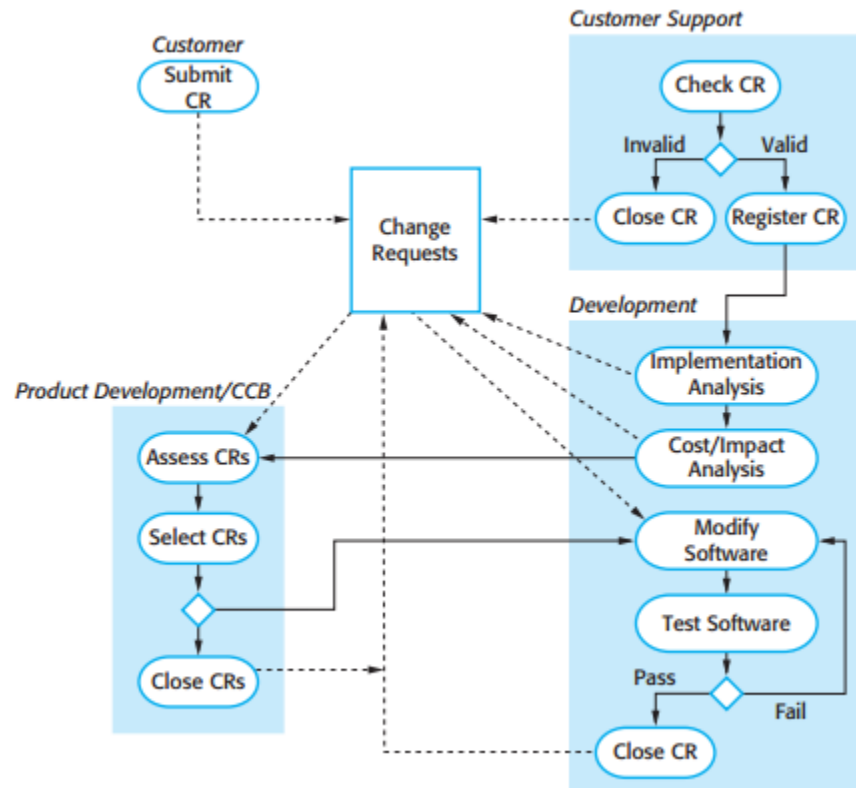 Customer
Submit
CR
Customer Support
Check CR
Invalid
Valid
Close CR
Register CR
Change
Requests
Development
Implementation
Analysis
Cost/Impact
Analysis
Product Development/CCB
Assess CRs
Select CRs
Close CRs
Modify
Software
Test Software
Pass
Fail
Close CR